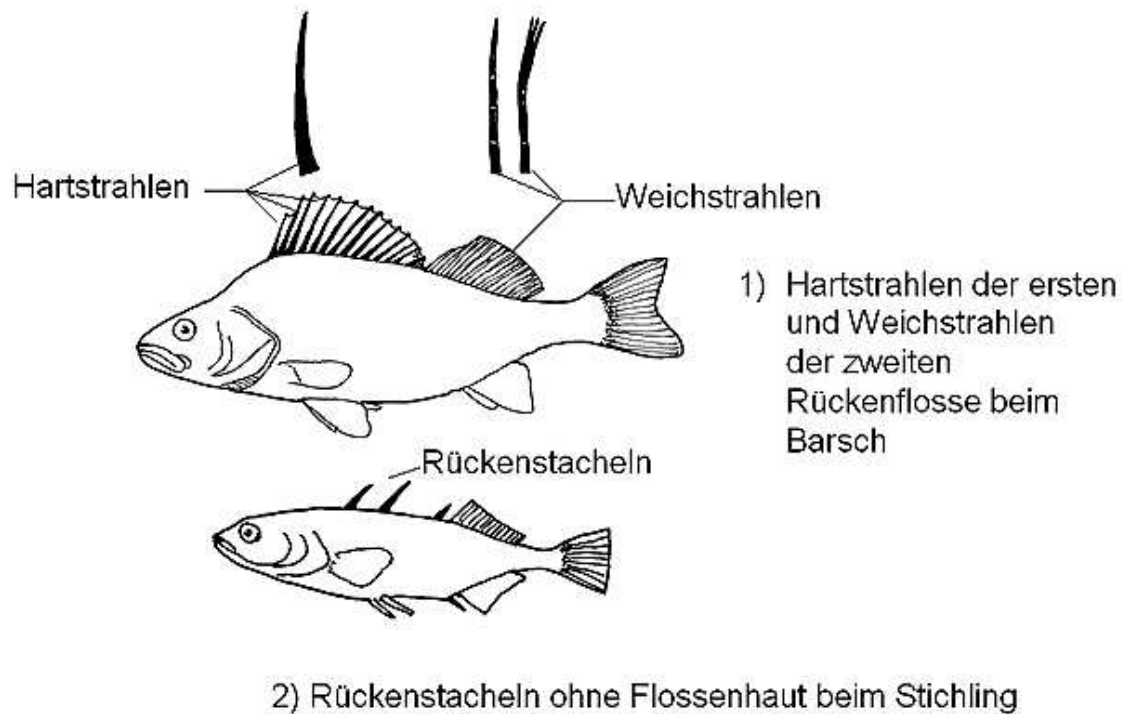 Hartstrahlen
Weichstrahlen
1) Hartstrahlen der ersten
und Weichstrahlen
der zweiten
Rückenflosse beim
Barsch
Rückenstacheln
2) Rückenstacheln ohne Flossenhaut beim Stichling